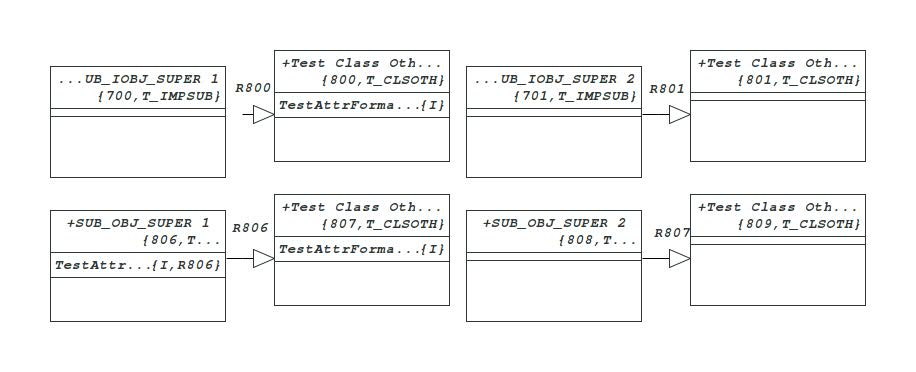 ...UB_IOBJ_SUPER 1
{700,T_IMPSUB}
R800
+Test Class Oth...
{800,T_CLSOTH}
TestAttrForma...{I}
...UB_IOBJ_SUPER 2
{701,T_IMPSUB}
R801
+Test Class Oth...
{801,T_CLSOTH}
+SUB_OBJ_SUPER 1
{806,T...
TestAttr...{I,R806}
R806
+Test Class Oth...
{807,T_CLSOTH}
TestAttrForma...{I}
+SUB_OBJ_SUPER 2
{808,T...
R807
+Test Class Oth...
{809,T_CLSOTH}